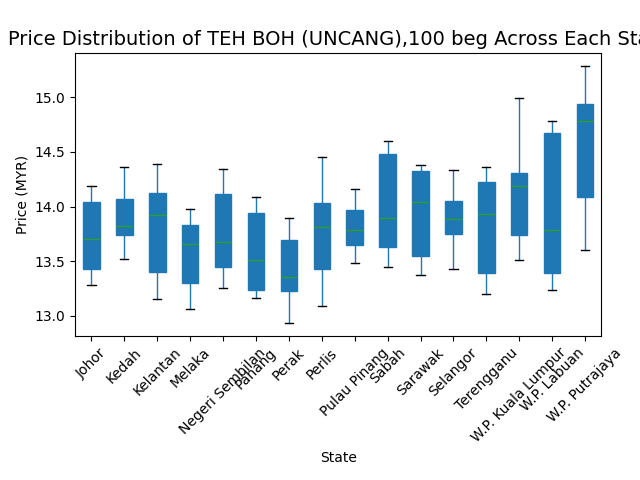 Price Distribution of TEH BOH (UNCANG),100 beg Across Each Sta
Price (MYR)
15.0
14.5
14.0
13.5
13.0
Johor
Kedah
Kelantan
Melaka
Negeri Sembilan
Pahang
Perak
Perlis
Pulau Pinang
Sabah
Sarawak
Selangor
Terengganu
W.P. Kuala Lumpur
W.P. Labuan
W.P. Putrajaya
State